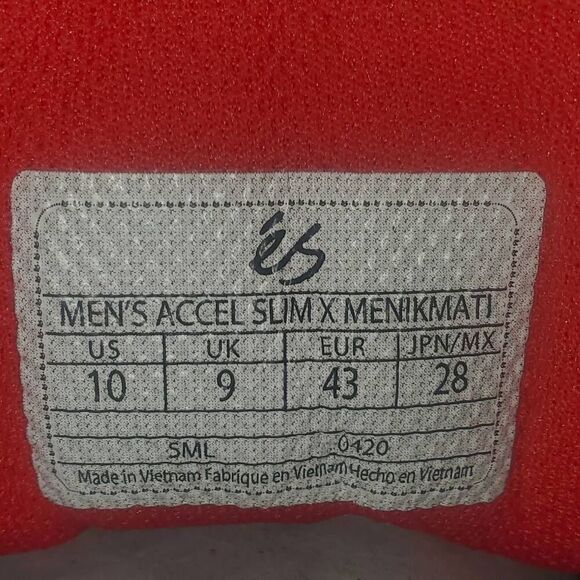 éS
MEN'S ACCEL SLIM X MENIKMATI
US UK EUR JPN/MX
10 9 43 28
SML 0420
Made in Vietnam Fabrique en Vietnam Hecho en Vietnam